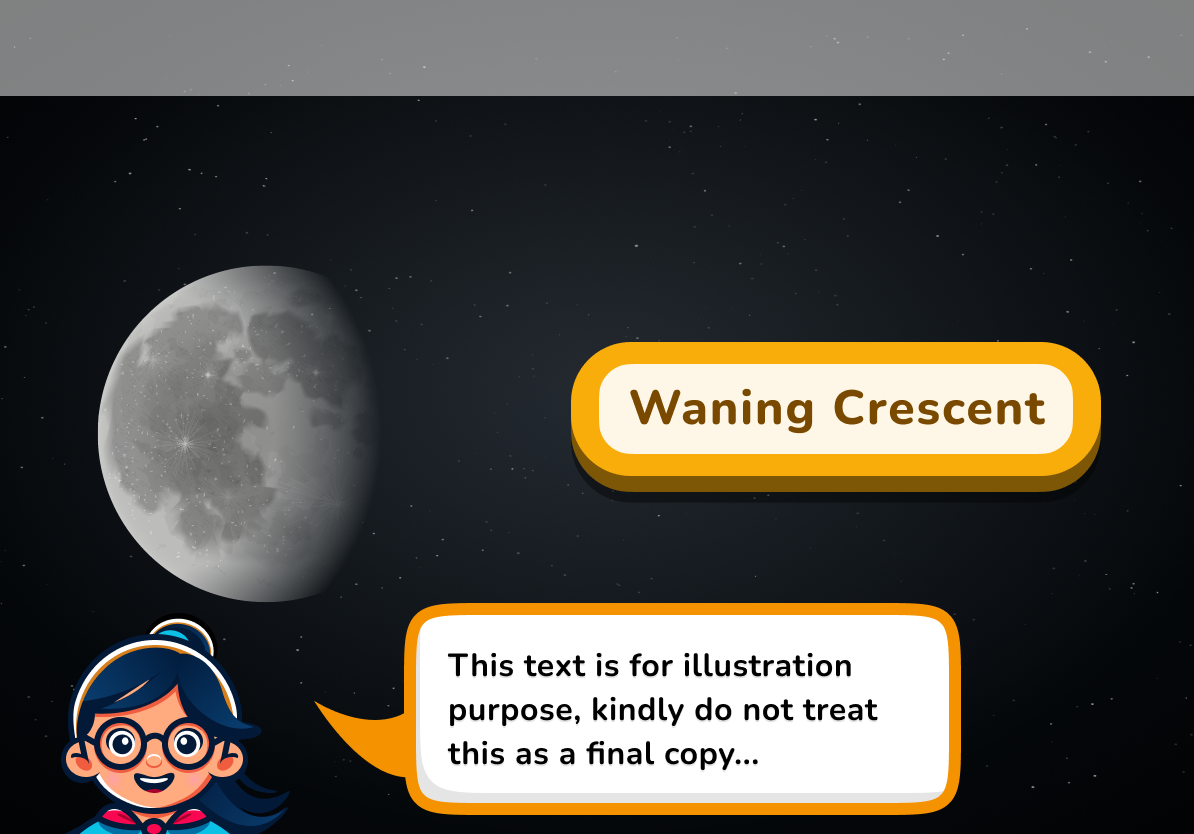 Waning Crescent
This text is for illustration
purpose, kindly do not treat
this as a final copy...